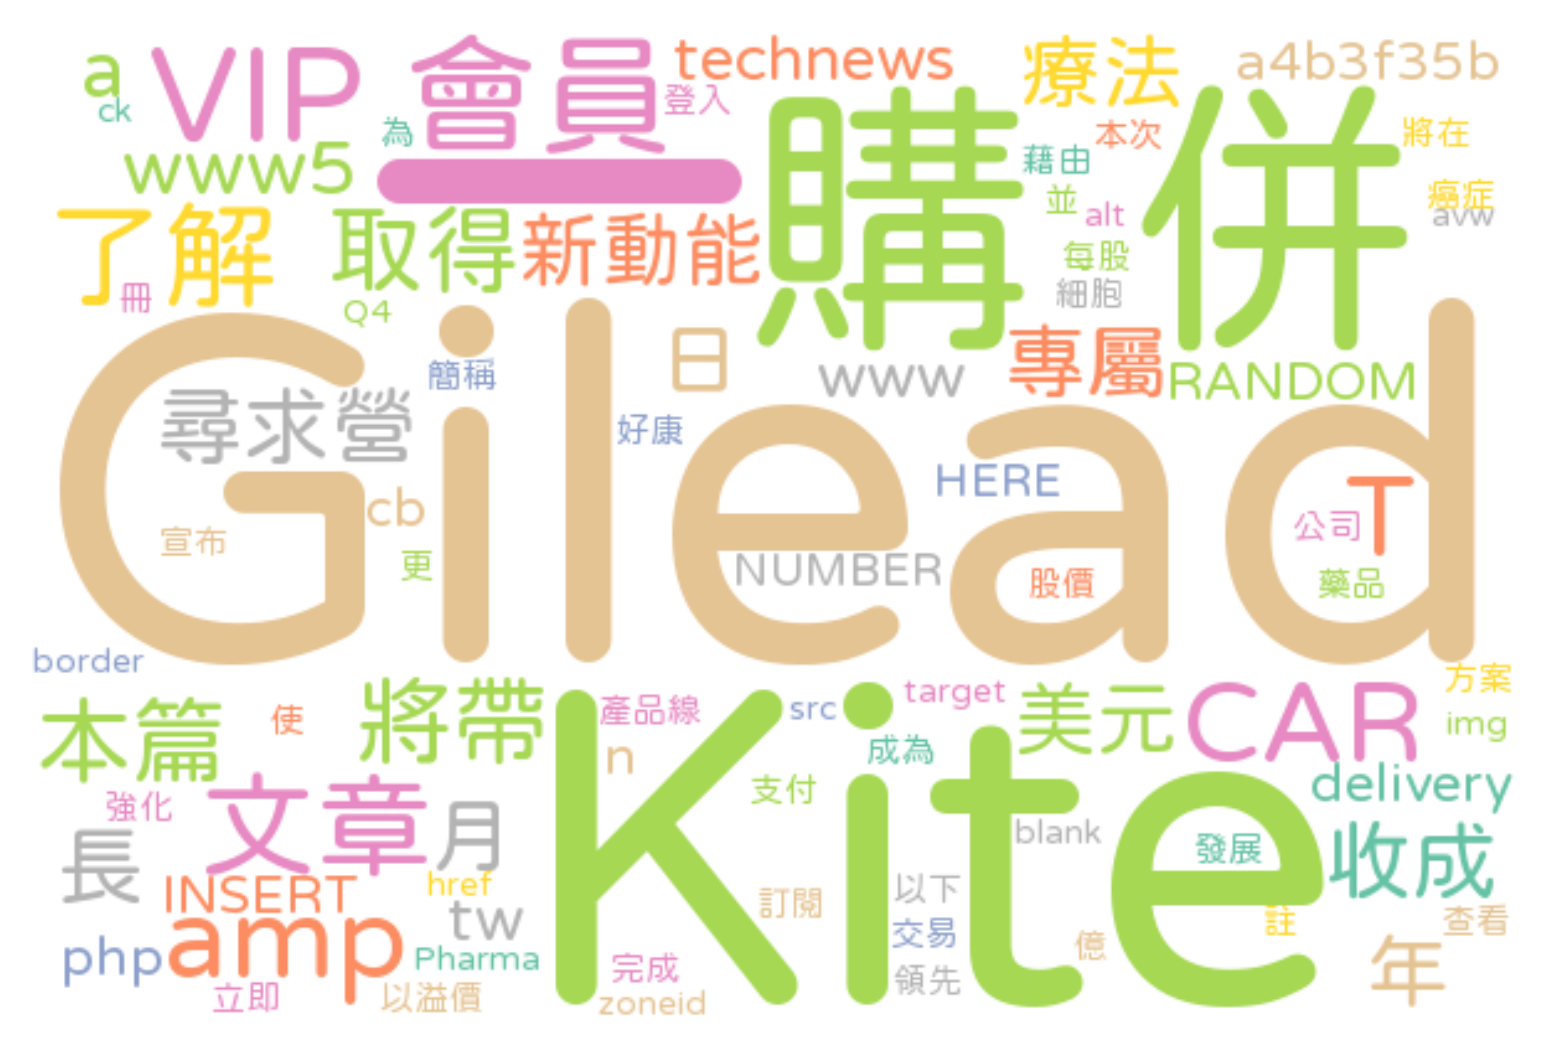 a
VIP
會員
technews
療法
a4b3f35b
ck
為
登入
購併
本次
將在
www5
藉由
並
alt
癌症
avw
了解
冊
取得
新動能
每股
細胞
Q4
Gilead
簡稱
日
www
專屬
RANDOM
尋求營
好康
HERE
cb
T
公司
宣布
更
NUMBER
股價
藥品
border
本篇
使
將帶
Kite
產品線
src
target
美元
CAR
方案
img
n
成為
強化
文章
月
支付
delivery
長
blank
發展
收成
INSERT
href
訂閱
以下
tw
註
查看
php
amp
Pharma
交易
億
年
立即
以溢價
完成
領先
zoneid